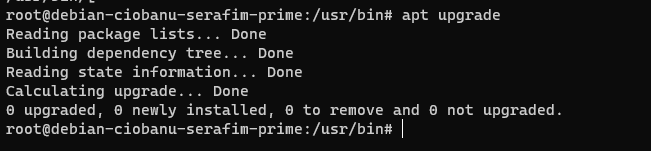 root@debian-ciobanu-serafim-prime:/usr/bin# apt upgrade
Reading package lists... Done
Building dependency tree... Done
Reading state information... Done
Calculating upgrade... Done
0 upgraded, 0 newly installed, 0 to remove and 0 not upgraded.
root@debian-ciobanu-serafim-prime:/usr/bin#